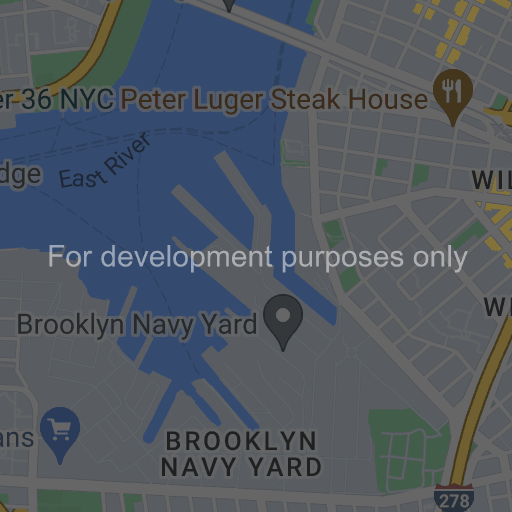 er 36 NYC
Peter Luger Steak House
East River
dge
WIL
For development purposes only
WI
Brooklyn Navy Yard
ans
BROOKLYN
NAVY YARD
278